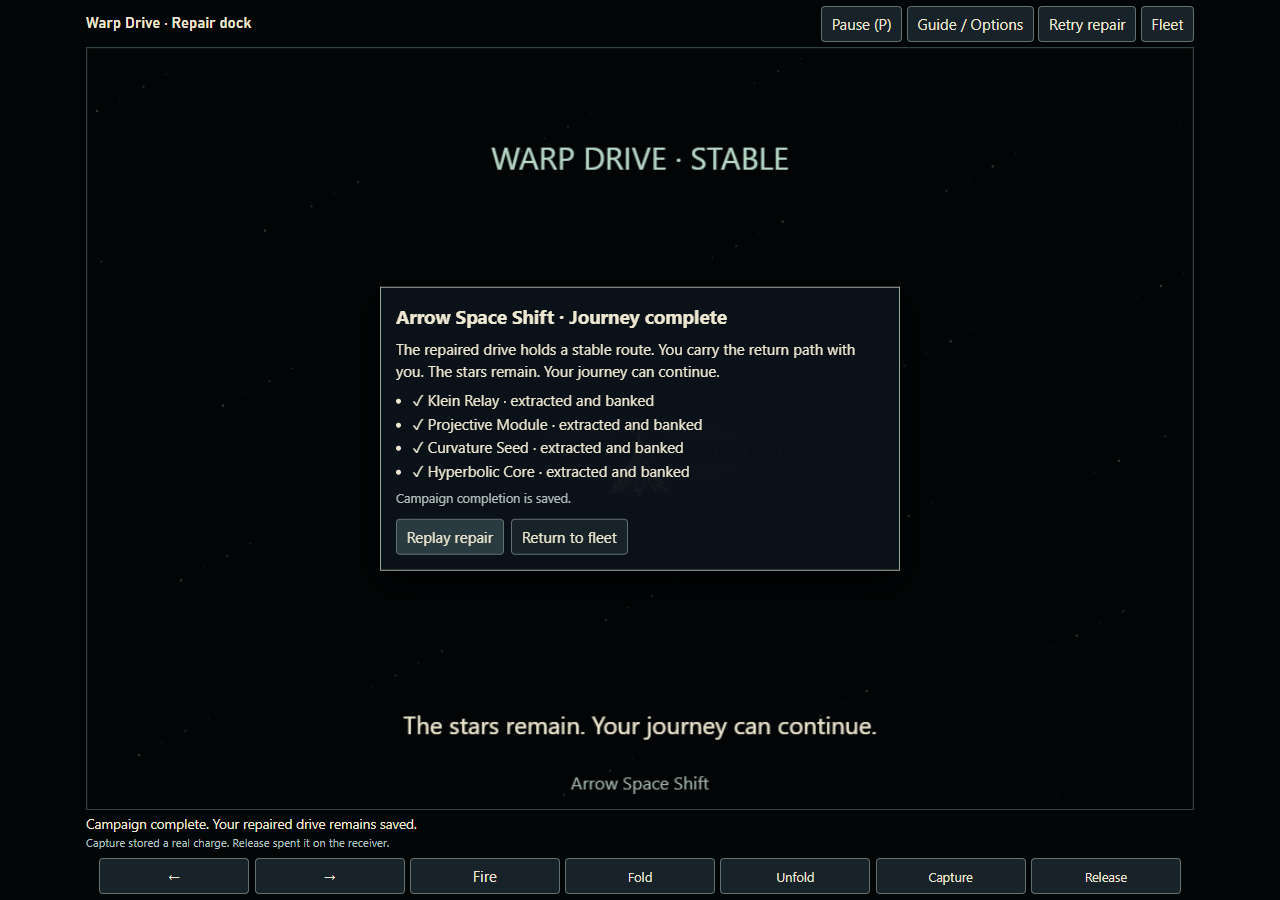 Warp Drive · Repair dock
Pause (P)
Guide / Options
Retry repair
Fleet
WARP DRIVE · STABLE
Arrow Space Shift · Journey complete
The repaired drive holds a stable route. You carry the return path with
you. The stars remain. Your journey can continue.
• ✓ Klein Relay · extracted and banked
• ✓ Projective Module · extracted and banked
• ✓ Curvature Seed · extracted and banked
• ✓ Hyperbolic Core · extracted and banked
Campaign completion is saved.
Replay repair
Return to fleet
The stars remain. Your journey can continue.
Arrow Space Shift
Campaign complete. Your repaired drive remains saved.
Capture stored a real charge. Release spent it on the receiver.
←
→
Fire
Fold
Unfold
Capture
Release